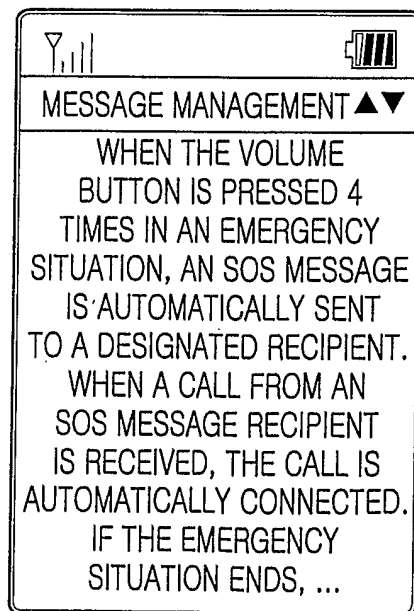 MESSAGE MANAGEMENT▲▼
WHEN THE VOLUME
BUTTON IS PRESSED 4
TIMES IN AN EMERGENCY
SITUATION, AN SOS MESSAGE
IS AUTOMATICALLY SENT
TO A DESIGNATED RECIPIENT.
WHEN A CALL FROM AN
SOS MESSAGE RECIPIENT
IS RECEIVED, THE CALL IS
AUTOMATICALLY CONNECTED.
IF THE EMERGENCY
SITUATION ENDS, ...